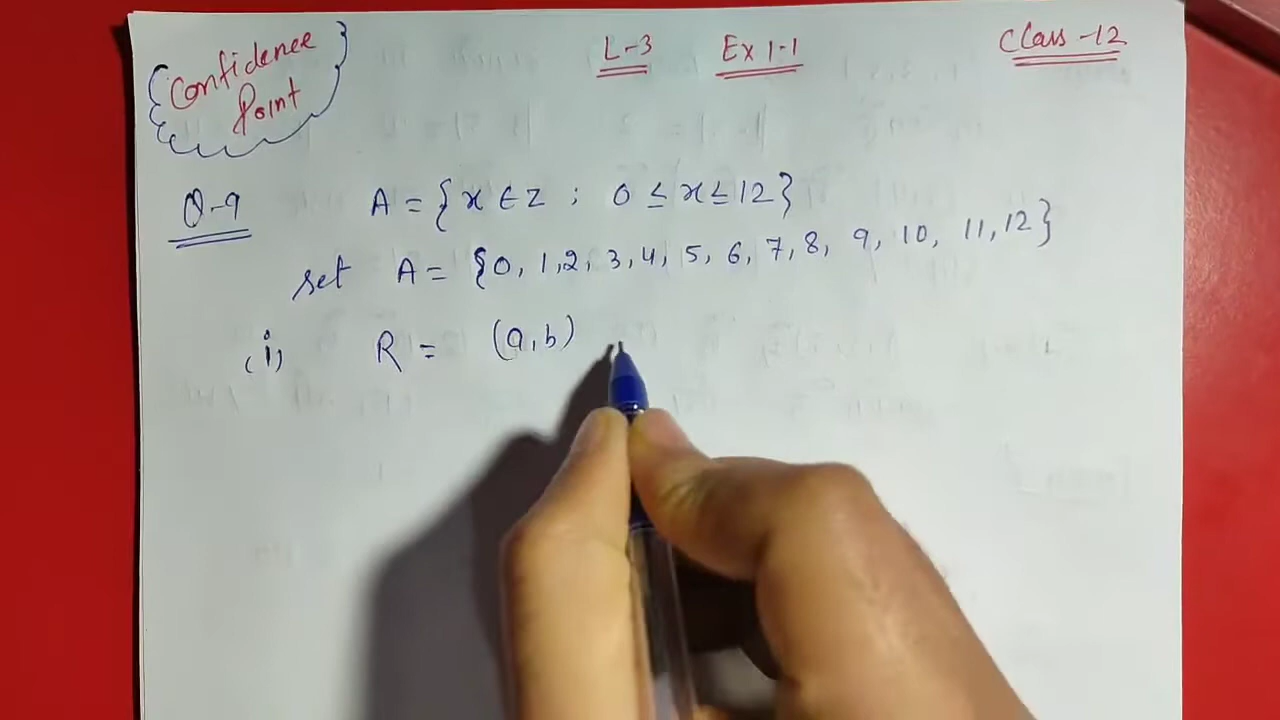 Confidence Point
L-3 Ex 1.1 Class-12
Q-9 A = {x ∈ Z ; 0 ≤ x ≤ 12}
set A = {0, 1, 2, 3, 4, 5, 6, 7, 8, 9, 10, 11, 12}
(i) R = (a, b)